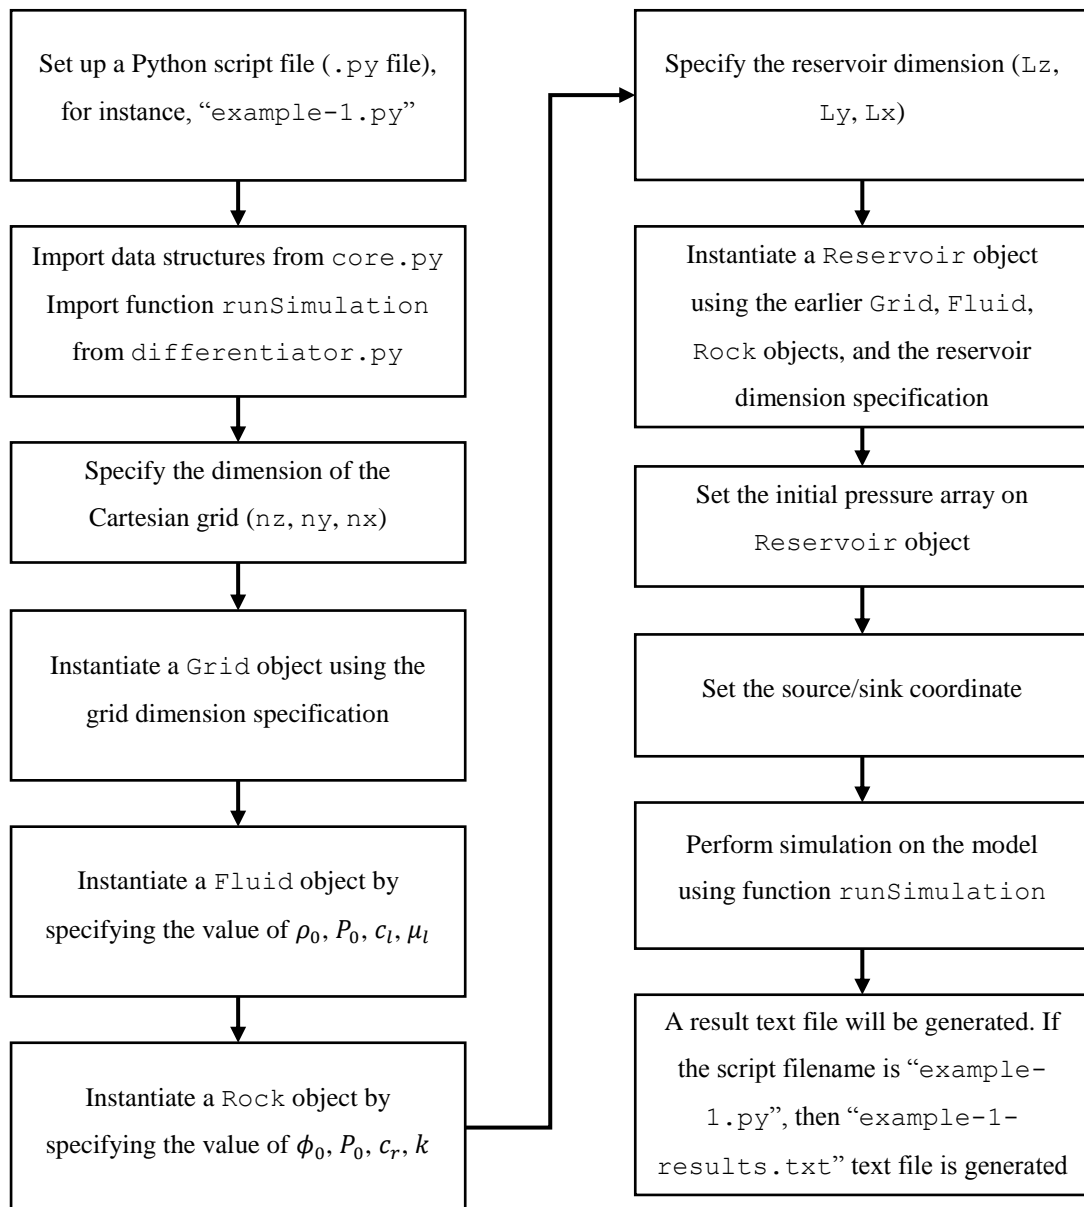 Set up a Python script file (.py file),
for instance, “example-1.py”
Import data structures from core.py
Import function runSimulation
from differentiator.py
Specify the dimension of the
Cartesian grid (nz, ny, nx)
Instantiate a Grid object using the
grid dimension specification
Instantiate a Fluid object by
specifying the value of ρ₀, P₀, cₗ, μₗ
Instantiate a Rock object by
specifying the value of ϕ₀, P₀, cᵣ, k
Specify the reservoir dimension (Lz,
Ly, Lx)
Instantiate a Reservoir object
using the earlier Grid, Fluid,
Rock objects, and the reservoir
dimension specification
Set the initial pressure array on
Reservoir object
Set the source/sink coordinate
Perform simulation on the model
using function runSimulation
A result text file will be generated. If
the script filename is “example-
1.py”, then “example-1-
results.txt” text file is generated